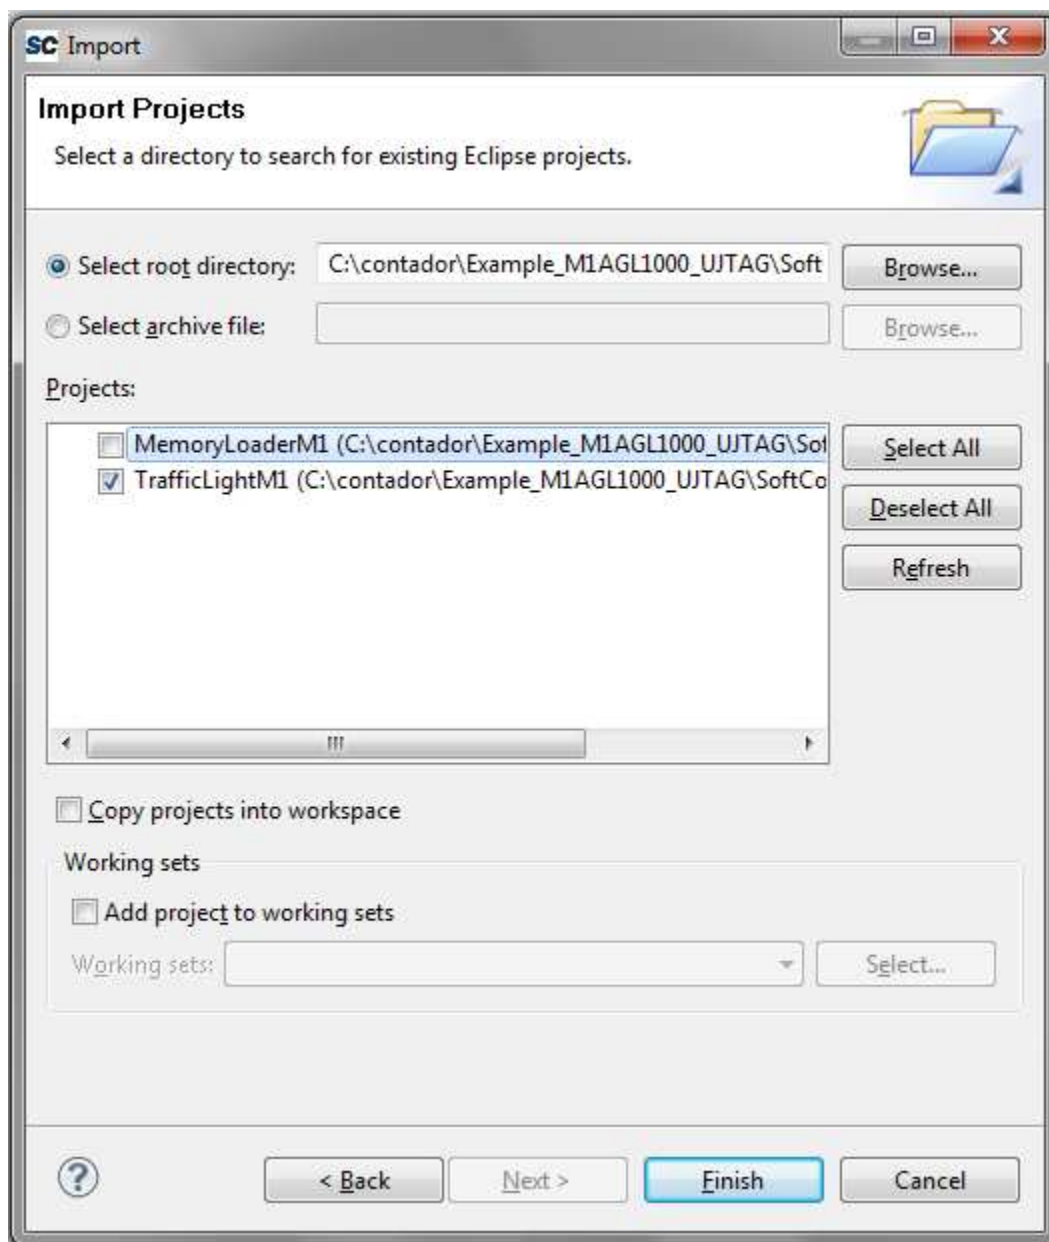 SC Import
Import Projects
Select a directory to search for existing Eclipse projects.
Select root directory: C:\contador\Example_M1AGL1000_UJTAG\Soft Browse...
Select archive file: Browse...
Projects:
MemoryLoaderM1 (C:\contador\Example_M1AGL1000_UJTAG\Sof Select All
TrafficLightM1 (C:\contador\Example_M1AGL1000_UJTAG\SoftCo
Deselect All
Refresh
Copy projects into workspace
Working sets
Add project to working sets
Working sets: Select...
? < Back Next > Finish Cancel